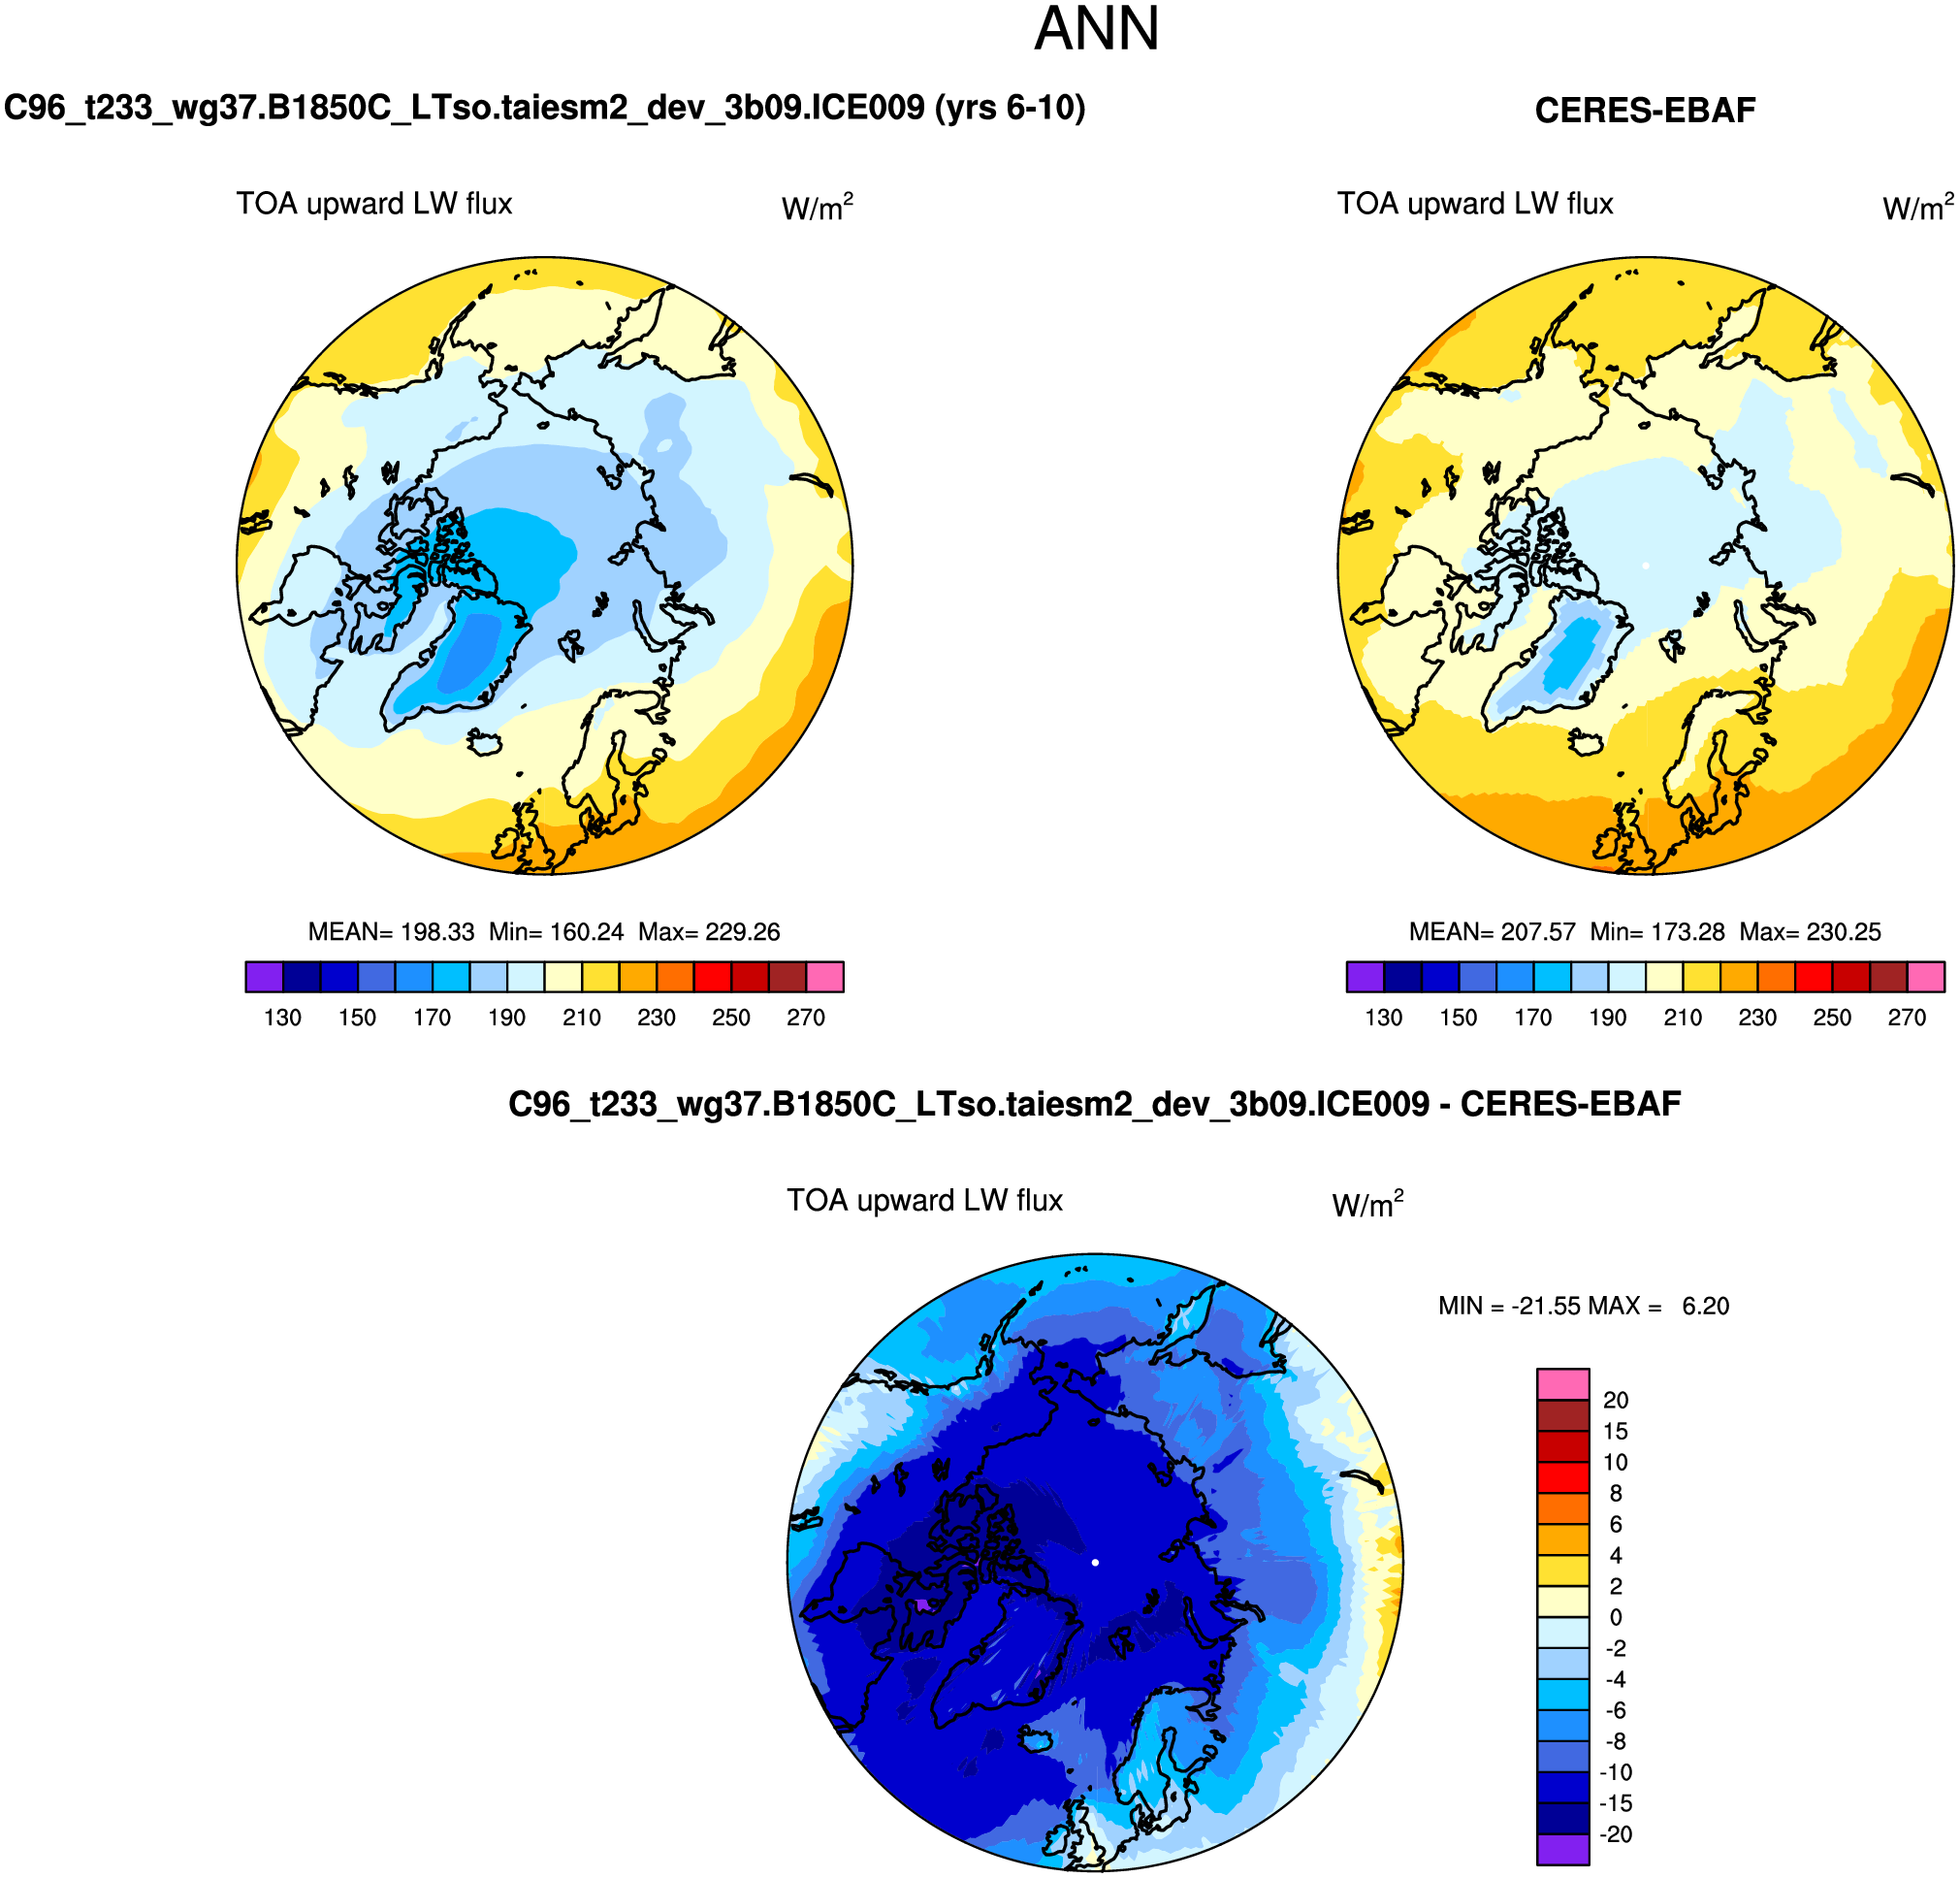 ANN
C96_t233_wg37.B1850C_LTso.taiesm2_dev_3b09.ICE009 (yrs 6-10)
CERES-EBAF
TOA upward LW flux W/m²
TOA upward LW flux W/m²
MEAN= 198.33 Min= 160.24 Max= 229.26
MEAN= 207.57 Min= 173.28 Max= 230.25
130 150 170 190 210 230 250 270
130 150 170 190 210 230 250 270
C96_t233_wg37.B1850C_LTso.taiesm2_dev_3b09.ICE009 - CERES-EBAF
TOA upward LW flux W/m²
MIN = -21.55 MAX = 6.20
20
15
10
8
6
4
2
0
-2
-4
-6
-8
-10
-15
-20